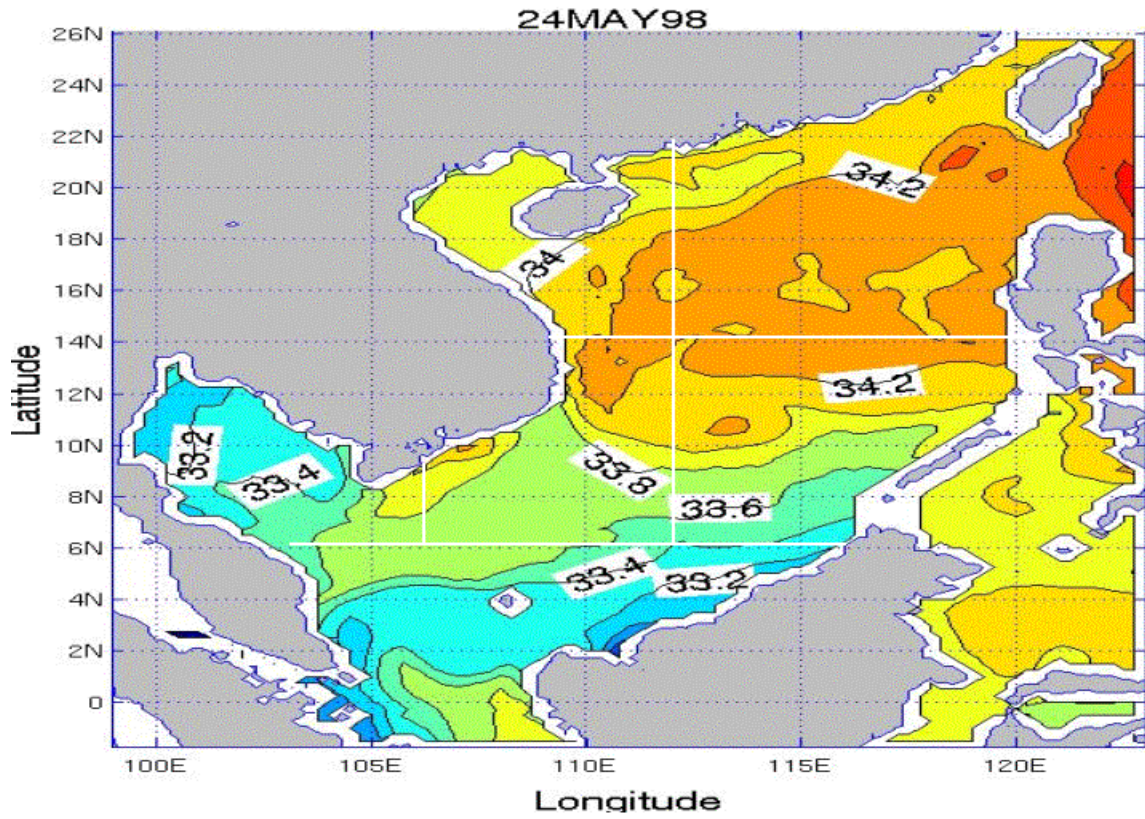 24MAY98
26N
24N
22N
20N
18N
16N
14N
12N
10N
8N
6N
4N
2N
0
Latitude
34.2
34
34.2
33.2
33.4
33.8
33.6
33.4
33.2
100E
105E
110E
115E
120E
Longitude